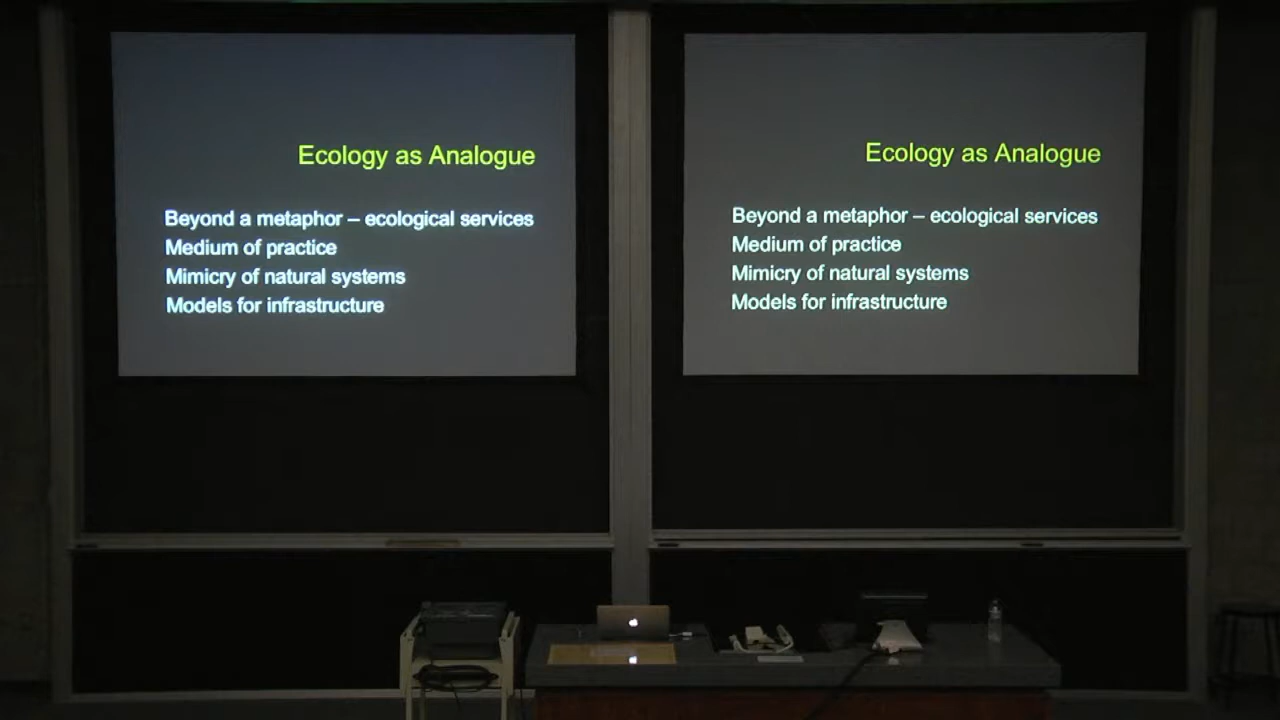 Ecology as Analogue
Beyond a metaphor – ecological services
Medium of practice
Mimicry of natural systems
Models for infrastructure
Ecology as Analogue
Beyond a metaphor – ecological services
Medium of practice
Mimicry of natural systems
Models for infrastructure